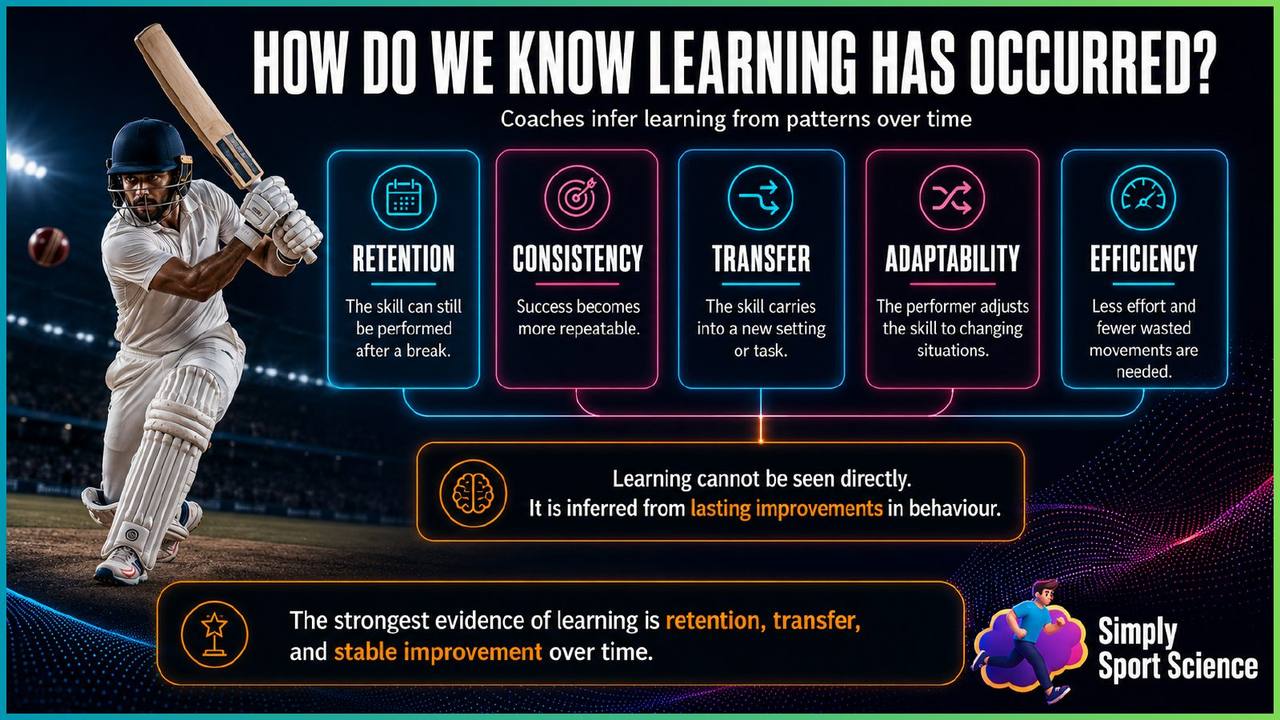 HOW DO WE KNOW LEARNING HAS OCCURRED?
Coaches infer learning from patterns over time
RETENTION
The skill can still
be performed
after a break.
CONSISTENCY
Success becomes
more repeatable.
TRANSFER
The skill carries
into a new setting
or task.
ADAPTABILITY
The performer adjusts
the skill to changing
situations.
EFFICIENCY
Less effort and
fewer wasted
movements are
needed.
Learning cannot be seen directly.
It is inferred from lasting improvements in behaviour.
The strongest evidence of learning is retention, transfer,
and stable improvement over time.
Simply
Sport Science